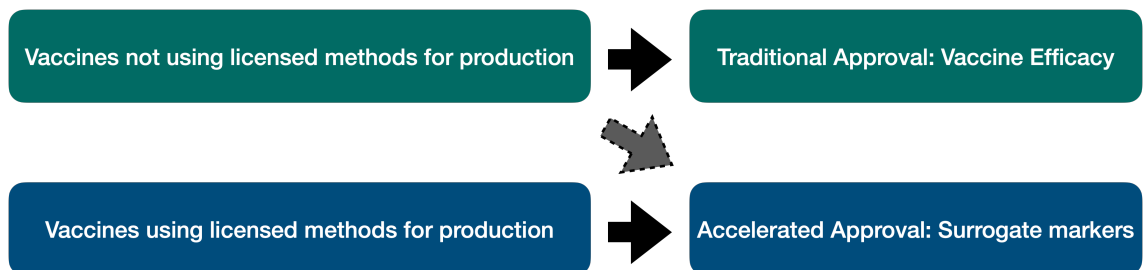 Vaccines not using licensed methods for production
Traditional Approval: Vaccine Efficacy
Vaccines using licensed methods for production
Accelerated Approval: Surrogate markers